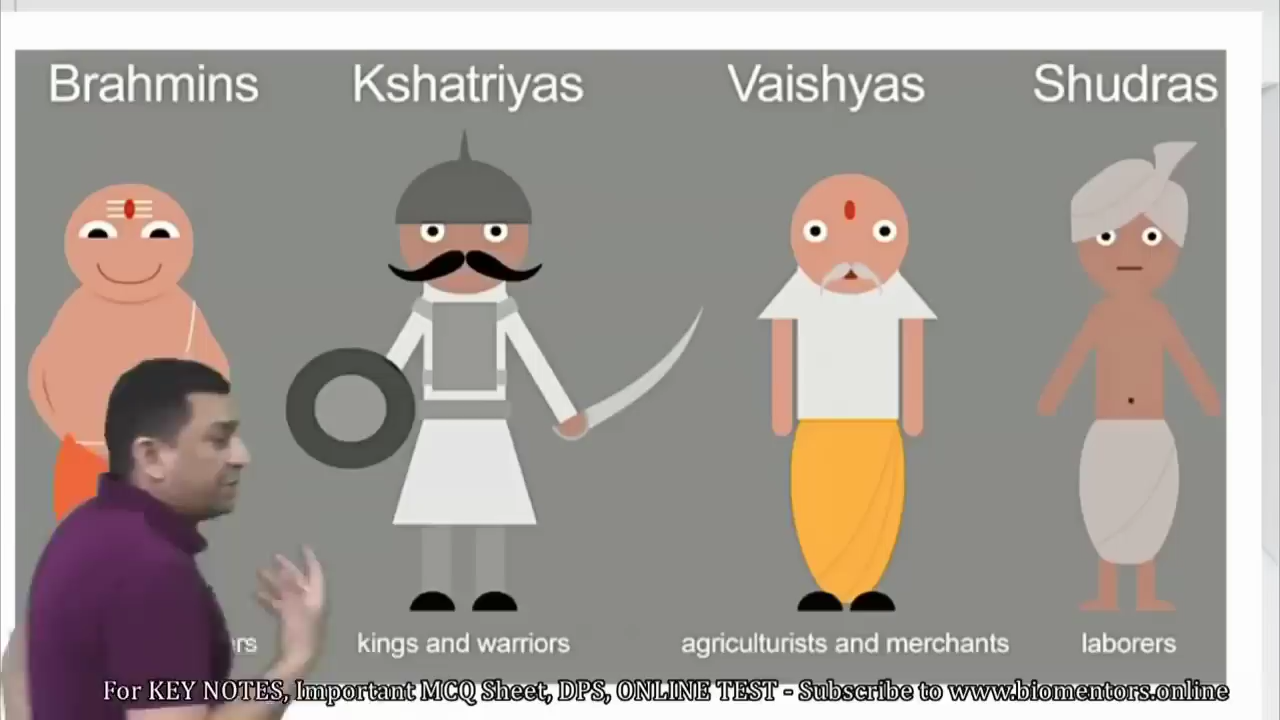 Brahmins Kshatriyas Vaishyas Shudras
kings and warriors agriculturists and merchants laborers
For KEY NOTES, Important MCQ Sheet, DPS, ONLINE TEST - Subscribe to www.biomentors.online